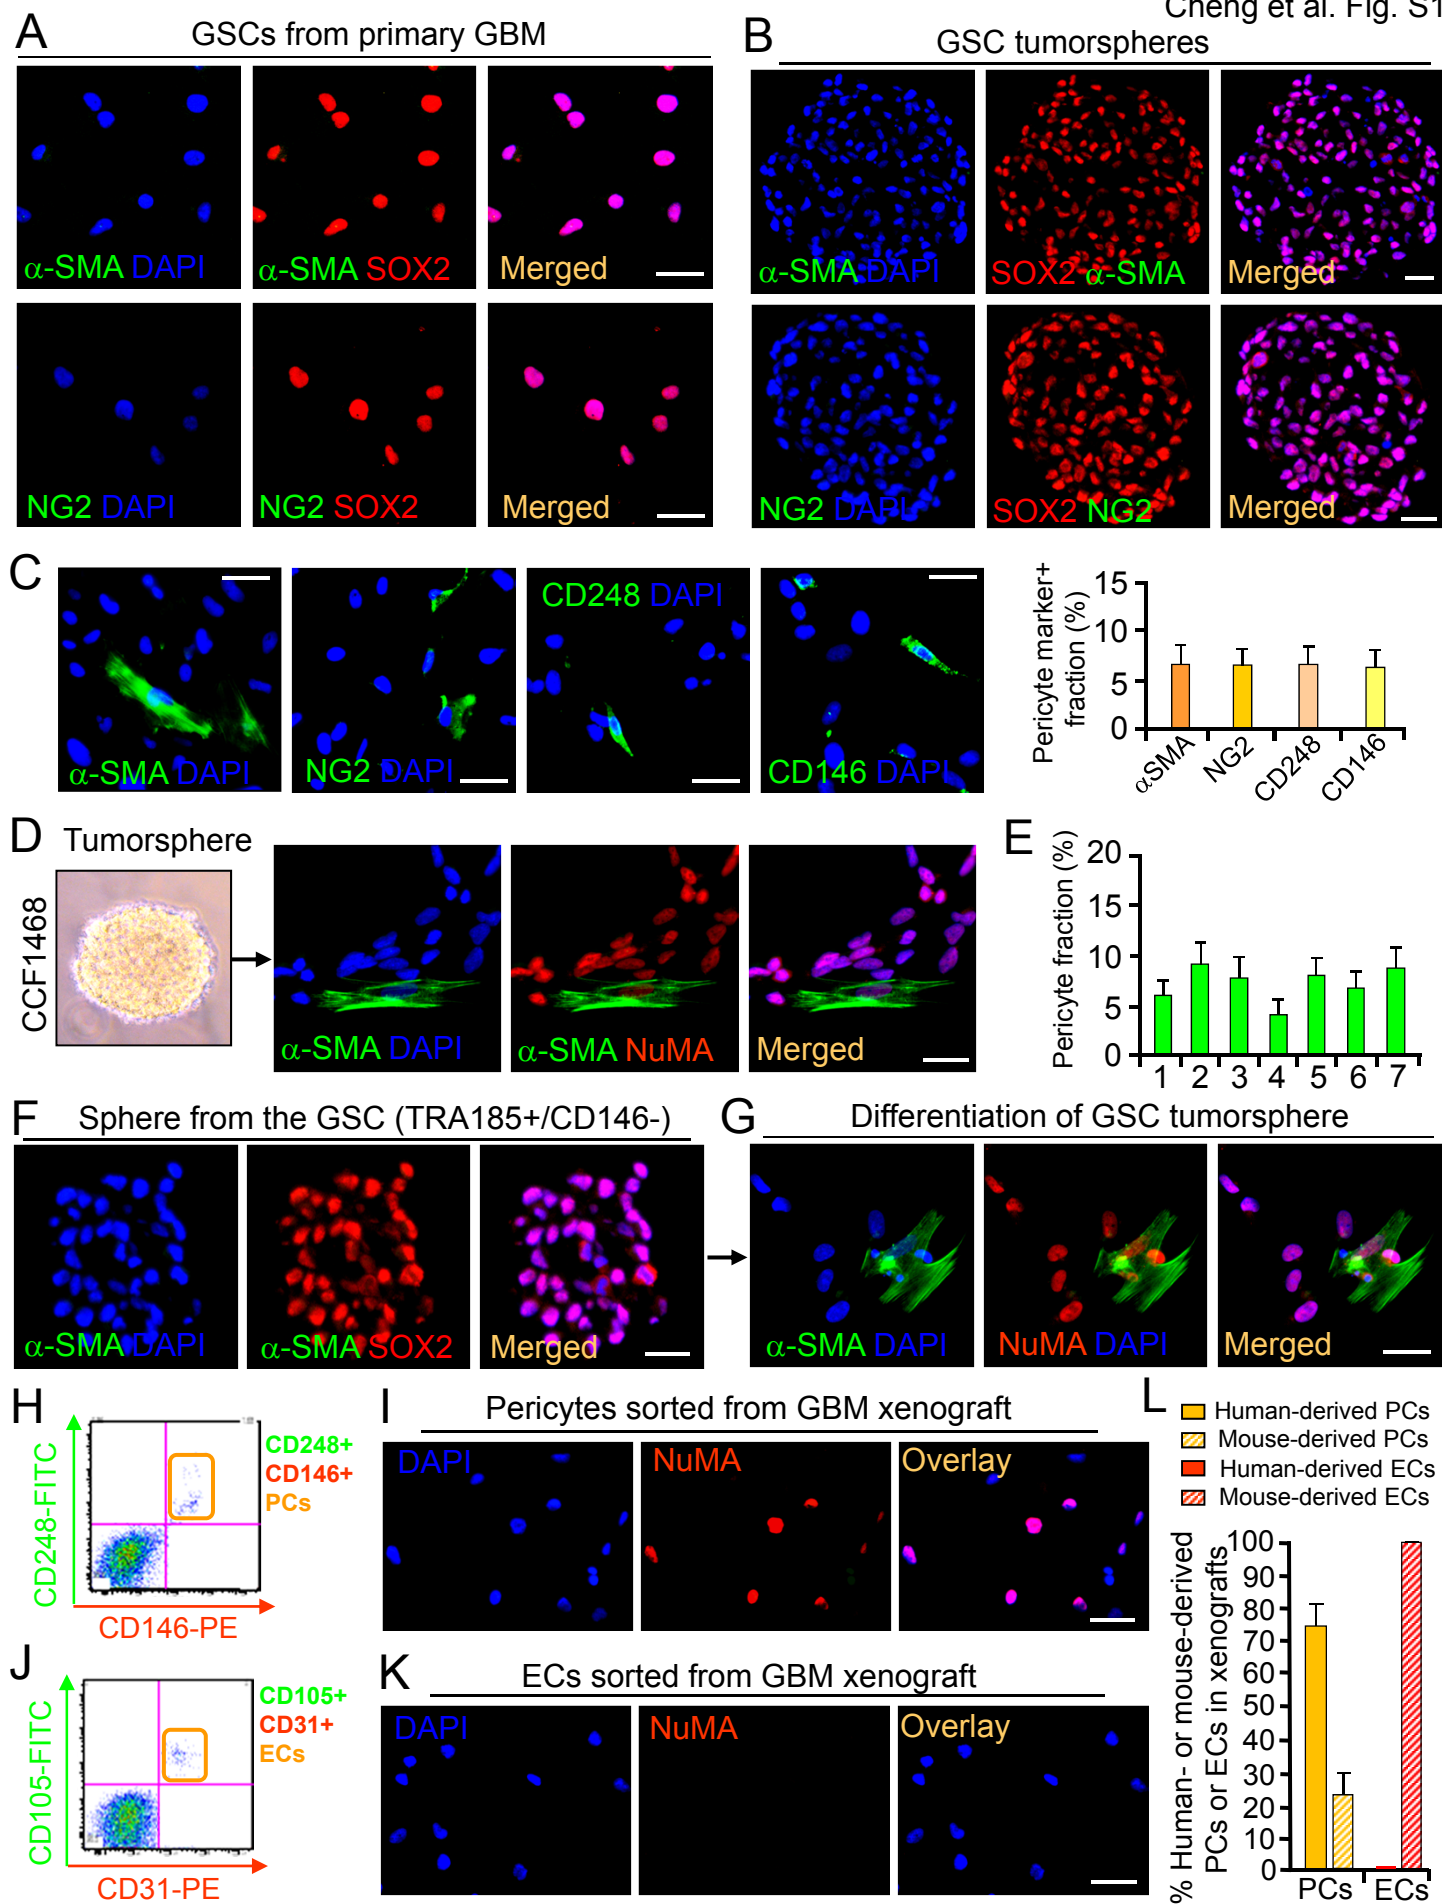 Cheng et al. Fig. S1
A
GSCs from primary GBM
α-SMA DAPI
α-SMA SOX2
Merged
NG2 DAPI
NG2 SOX2
Merged
B
GSC tumorspheres
α-SMA DAPI
SOX2 α-SMA
Merged
NG2 DAPI
SOX2 NG2
Merged
C
α-SMA DAPI
NG2 DAPI
CD248 DAPI
CD146 DAPI
Pericyte marker+
fraction (%)
15
10
5
0
αSMA
NG2
CD248
CD146
D
Tumorsphere
CCF1468
α-SMA DAPI
α-SMA NuMA
Merged
E
Pericyte fraction (%)
20
15
10
5
0
1 2 3 4 5 6 7
F
Sphere from the GSC (TRA185+/CD146-)
α-SMA DAPI
α-SMA SOX2
Merged
G
Differentiation of GSC tumorsphere
α-SMA DAPI
NuMA DAPI
Merged
H
CD248-FITC
CD146-PE
CD248+
CD146+
PCs
I
Pericytes sorted from GBM xenograft
DAPI
NuMA
Overlay
J
CD105-FITC
CD31-PE
CD105+
CD31+
ECs
K
ECs sorted from GBM xenograft
DAPI
NuMA
Overlay
L
Human-derived PCs
Mouse-derived PCs
Human-derived ECs
Mouse-derived ECs
% Human- or mouse-derived
PCs or ECs in xenografts
100
90
80
70
60
50
40
30
20
10
0
PCs ECs